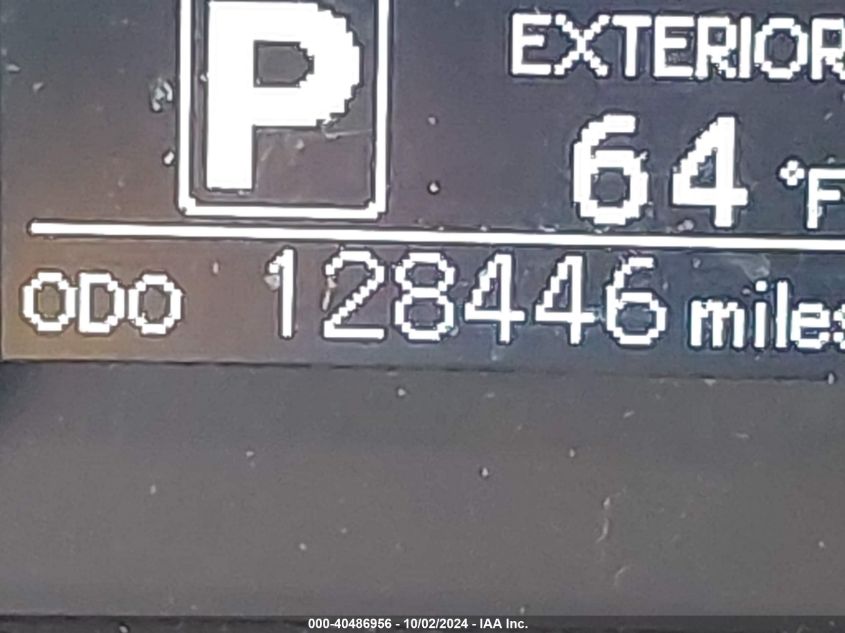 P
EXTERIOR
64 °F
ODO 128446 miles
000-40486956 - 10/02/2024 - IAA Inc.